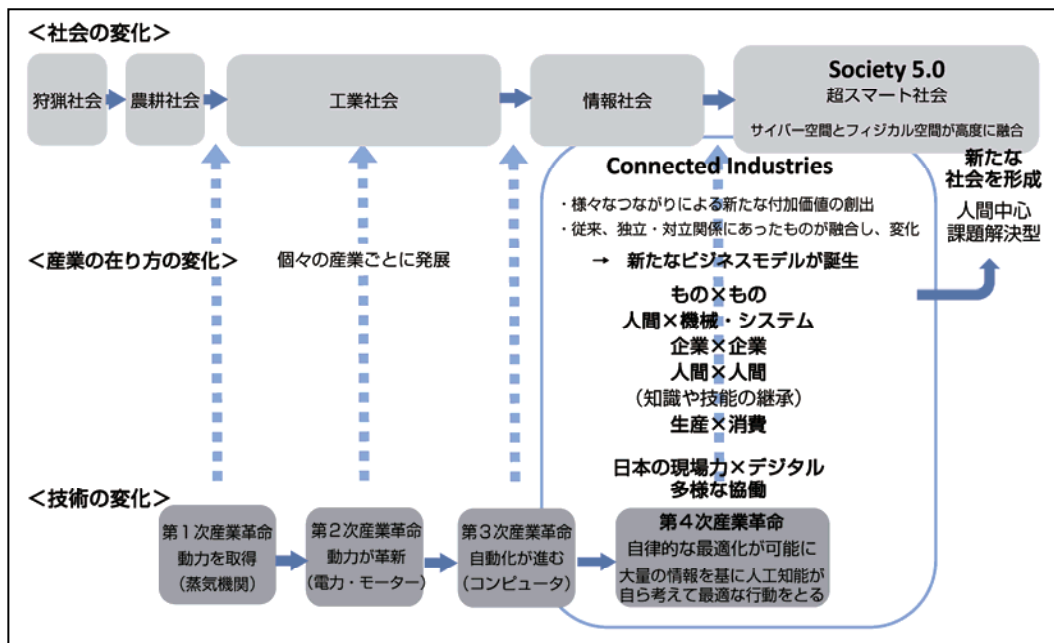 ＜社会の変化＞
狩猟社会
農耕社会
工業社会
情報社会
Society 5.0
超スマート社会
サイバー空間とフィジカル空間が高度に融合
Connected Industries
・様々なつながりによる新たな付加価値の創出
・従来、独立・対立関係にあったものが融合し、変化
→ 新たなビジネスモデルが誕生
新たな
社会を形成
人間中心
課題解決型
＜産業の在り方の変化＞
個々の産業ごとに発展
もの×もの
人間×機械・システム
企業×企業
人間×人間
（知識や技能の継承）
生産×消費
日本の現場力×デジタル
多様な協働
＜技術の変化＞
第１次産業革命
動力を取得
（蒸気機関）
第２次産業革命
動力が革新
（電力・モーター）
第３次産業革命
自動化が進む
（コンピュータ）
第４次産業革命
自律的な最適化が可能に
大量の情報を基に人工知能が
自ら考えて最適な行動をとる